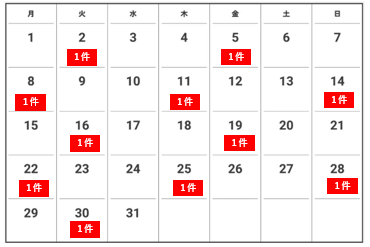 月 火 水 木 金 土 日
1 2 3 4 5 6 7
1件 1件
8 9 10 11 12 13 14
1件 1件 1件
15 16 17 18 19 20 21
1件 1件
22 23 24 25 26 27 28
1件 1件 1件
29 30 31
1件